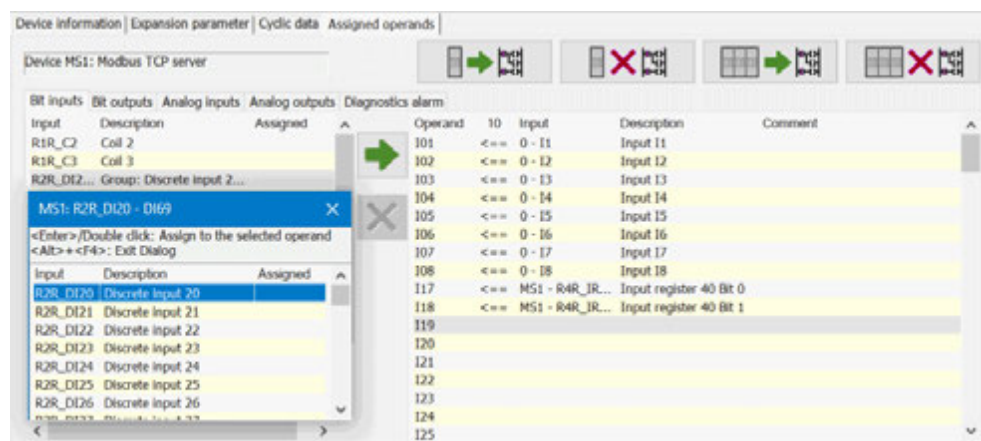 Device information Expansion parameter Cyclic data Assigned operands
Device MS1: Modbus TCP server
Bit inputs Bit outputs Analog inputs Analog outputs Diagnostics alarm
Input Description Assigned
R1R_C2 Coil 2
R1R_C3 Coil 3
R2R_DI2... Group: Discrete input 2...
MS1: R2R_DI20 - DI69
<Enter>/Double click: Assign to the selected operand
<Alt>+<F4>: Exit Dialog
Input Description Assigned
R2R_DI20 Discrete input 20
R2R_DI21 Discrete input 21
R2R_DI22 Discrete input 22
R2R_DI23 Discrete input 23
R2R_DI24 Discrete input 24
R2R_DI25 Discrete input 25
R2R_DI26 Discrete input 26
Operand IO Input Description Comment
I01 <== 0 - I1 Input I1
I02 <== 0 - I2 Input I2
I03 <== 0 - I3 Input I3
I04 <== 0 - I4 Input I4
I05 <== 0 - I5 Input I5
I06 <== 0 - I6 Input I6
I07 <== 0 - I7 Input I7
I08 <== 0 - I8 Input I8
I17 <== MS1 - R4R_IR... Input register 40 Bit 0
I18 <== MS1 - R4R_IR... Input register 40 Bit 1
I19
I20
I21
I22
I23
I24
I25